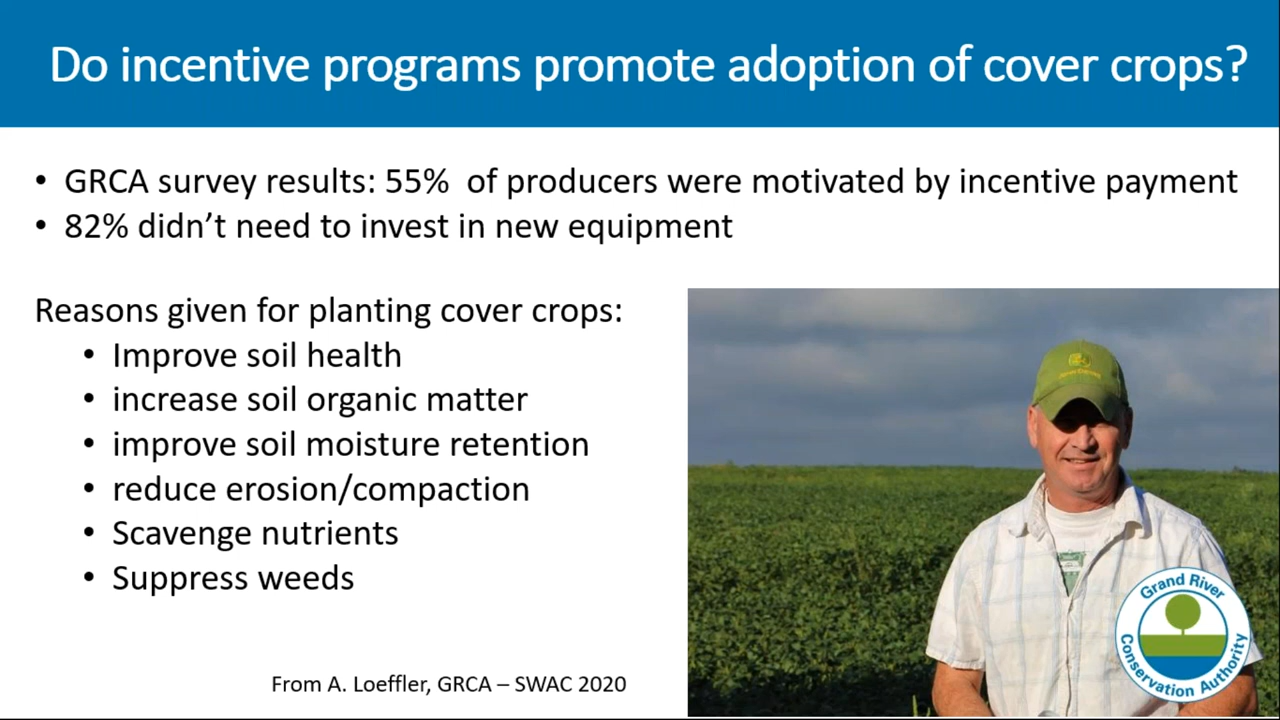 Do incentive programs promote adoption of cover crops?
• GRCA survey results: 55%  of producers were motivated by incentive payment
• 82% didn’t need to invest in new equipment
Reasons given for planting cover crops:
• Improve soil health
• increase soil organic matter
• improve soil moisture retention
• reduce erosion/compaction
• Scavenge nutrients
• Suppress weeds
From A. Loeffler, GRCA – SWAC 2020
Grand River
Conservation Authority